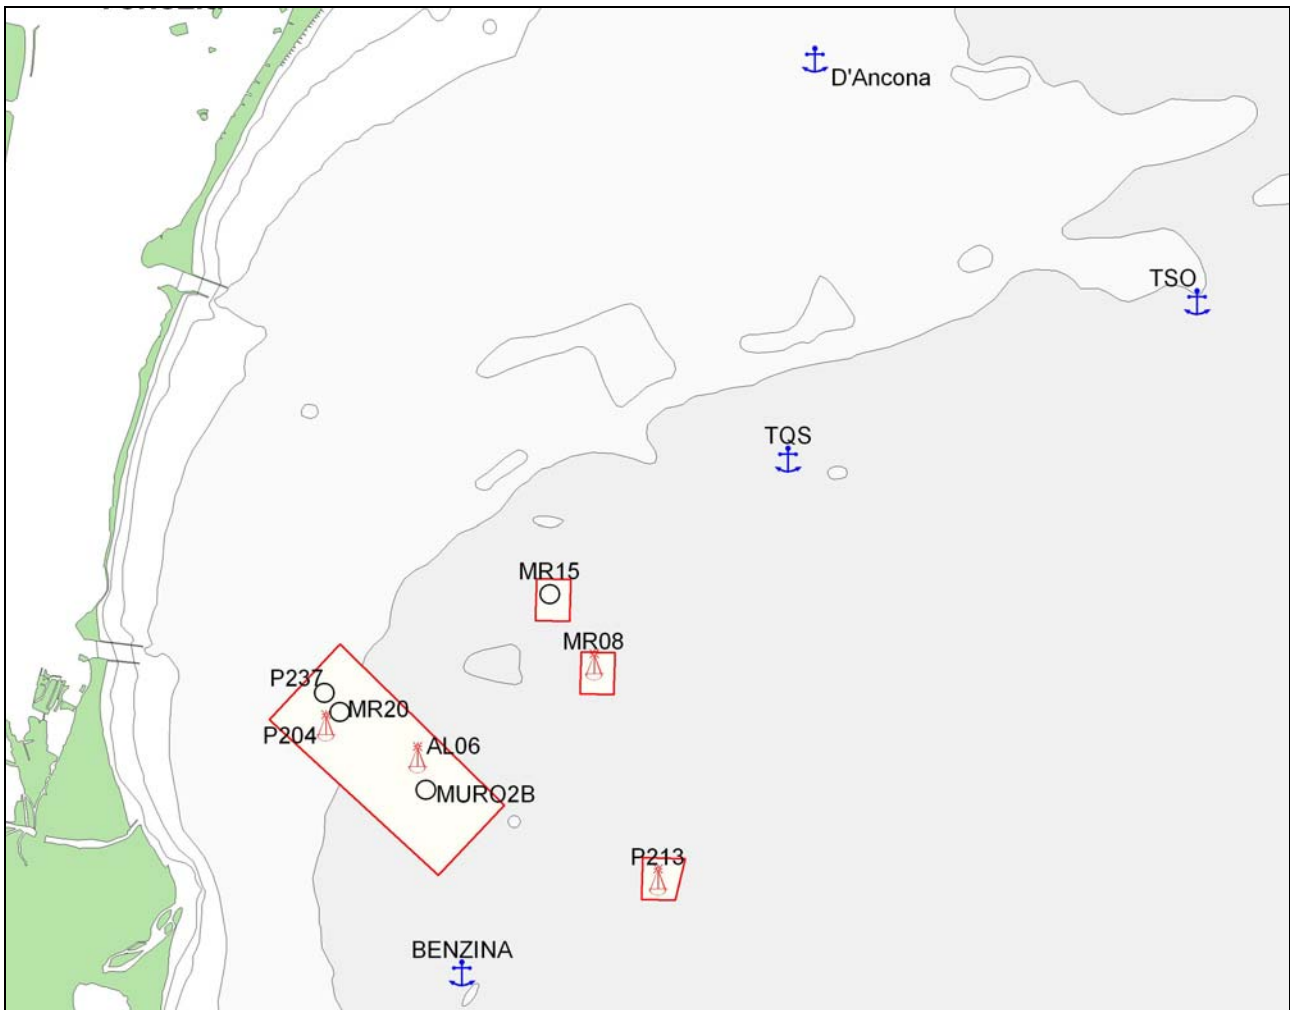 D'Ancona
TSO
TQS
MR15
MR08
P237
MR20
P204
AL06
MURO2B
P213
BENZINA